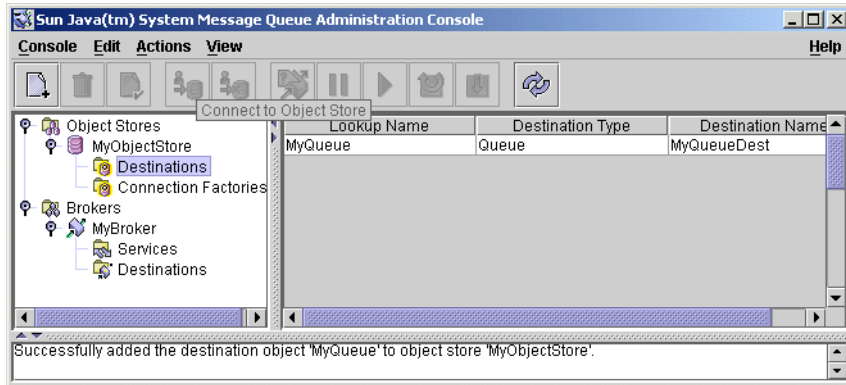 Sun Java(tm) System Message Queue Administration Console
Console Edit Actions View Help
Connect to Object Store
Object Stores
MyObjectStore
Destinations
Connection Factories
Brokers
MyBroker
Services
Destinations
Lookup Name Destination Type Destination Name
MyQueue Queue MyQueueDest
Successfully added the destination object 'MyQueue' to object store 'MyObjectStore'.